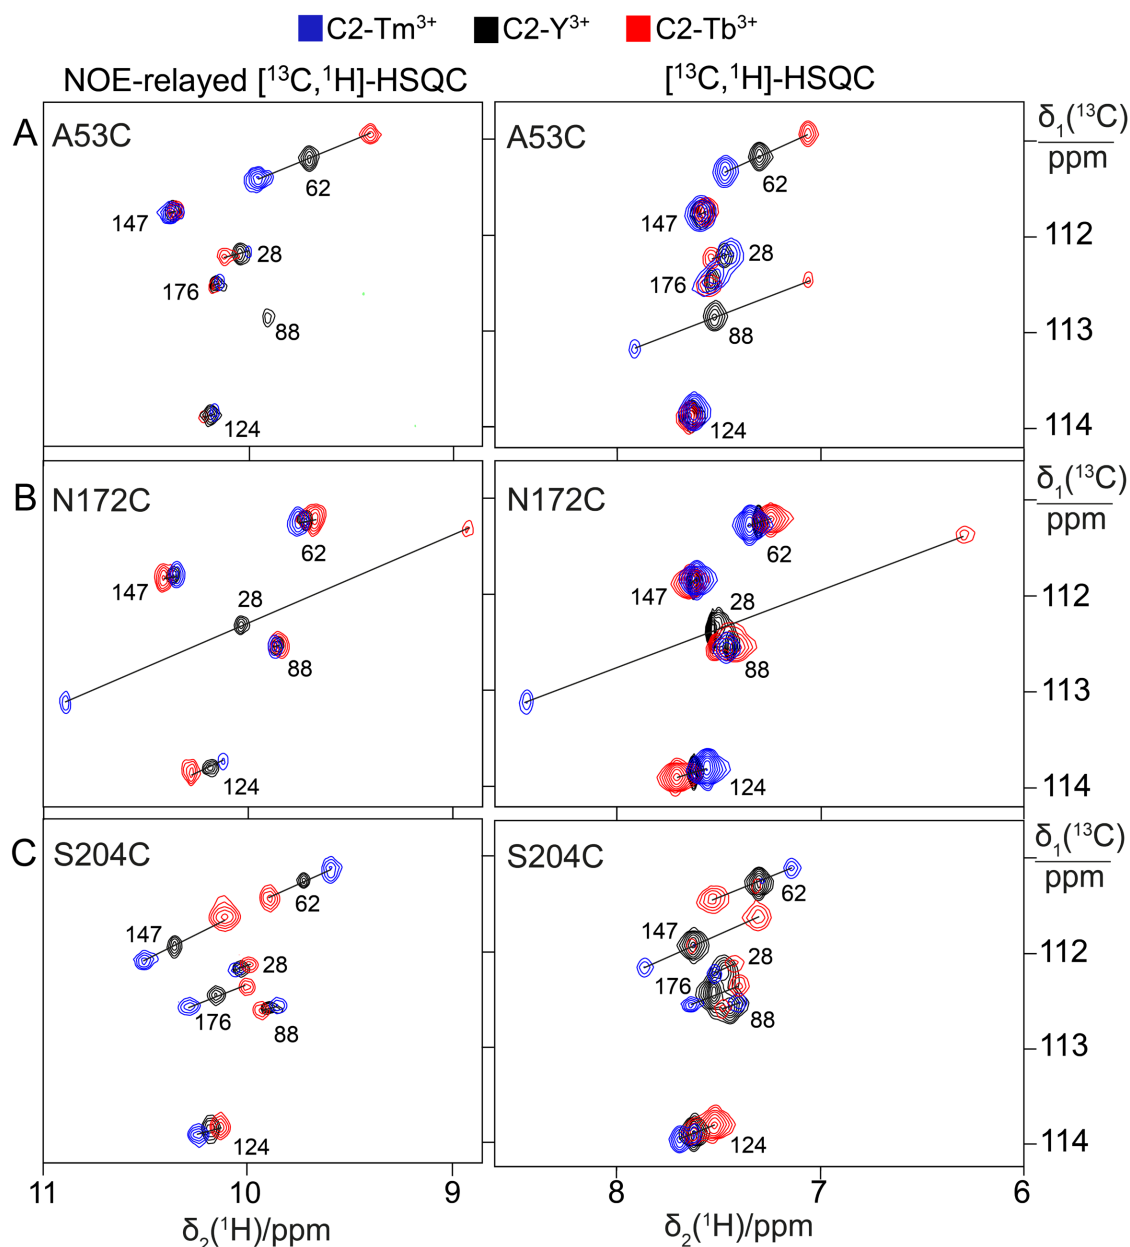 C2-Tm³⁺ C2-Y³⁺ C2-Tb³⁺
NOE-relayed [¹³C,¹H]-HSQC [¹³C,¹H]-HSQC
A A53C A53C δ₁(¹³C)
ppm
62 62
147 147 112
28 28
176 176
88 88 113
124 124 114
B N172C N172C δ₁(¹³C)
ppm
62 62
147 147 112
28 28
88 88
113
124 124 114
C S204C S204C δ₁(¹³C)
ppm
62 62
147 147 112
28 28
176 176
88 88
113
124 124 114
11 10 9 8 7 6
δ₂(¹H)/ppm δ₂(¹H)/ppm